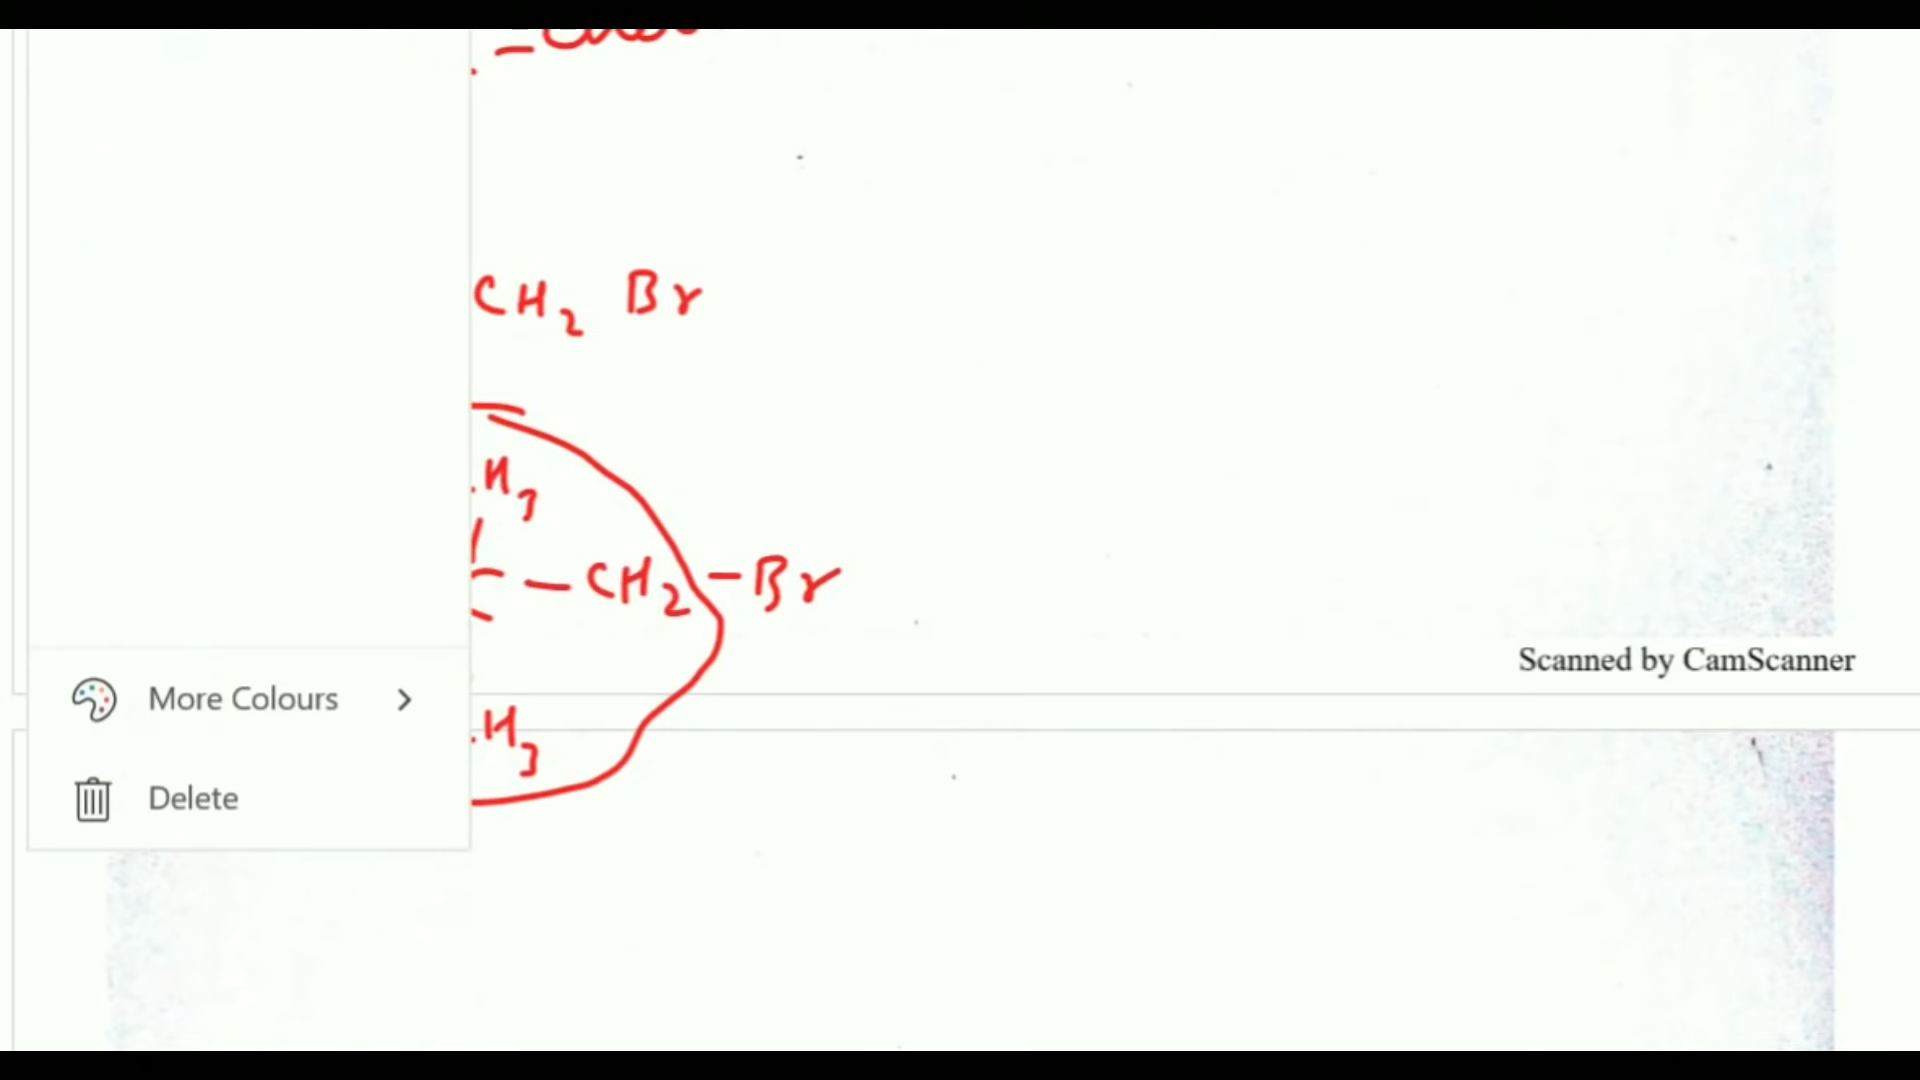 CH2 Br
H3
- CH2 - Br
Scanned by CamScanner
More Colours
H3
Delete